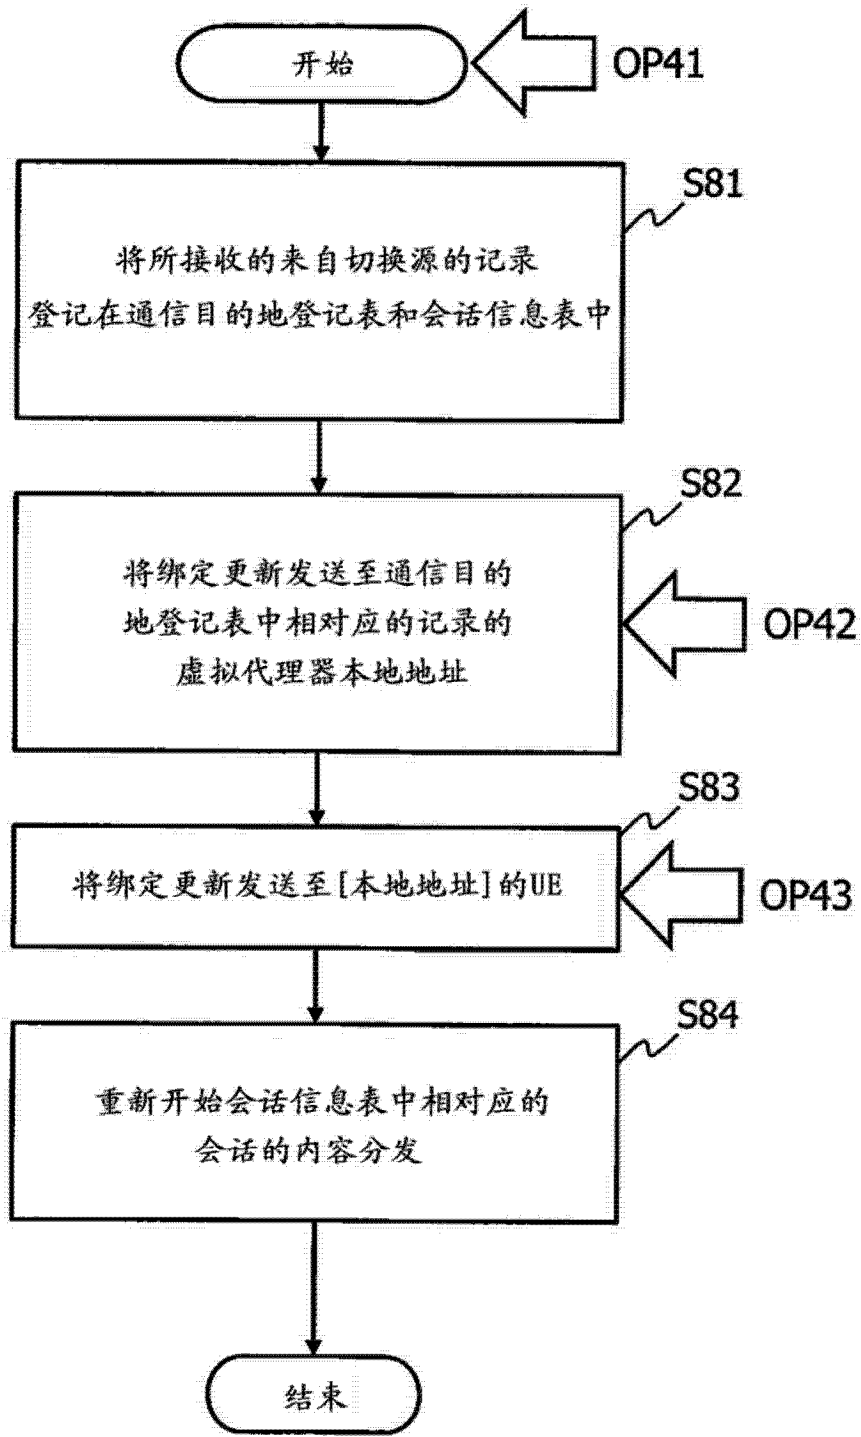 开始
OP41
S81
将所接收的来自切换源的记录
登记在通信目的地登记表和会话信息表中
S82
将绑定更新发送至通信目的
地登记表中相对应的记录的
虚拟代理器本地地址
OP42
S83
将绑定更新发送至[本地地址]的UE
OP43
S84
重新开始会话信息表中相对应的
会话的内容分发
结束